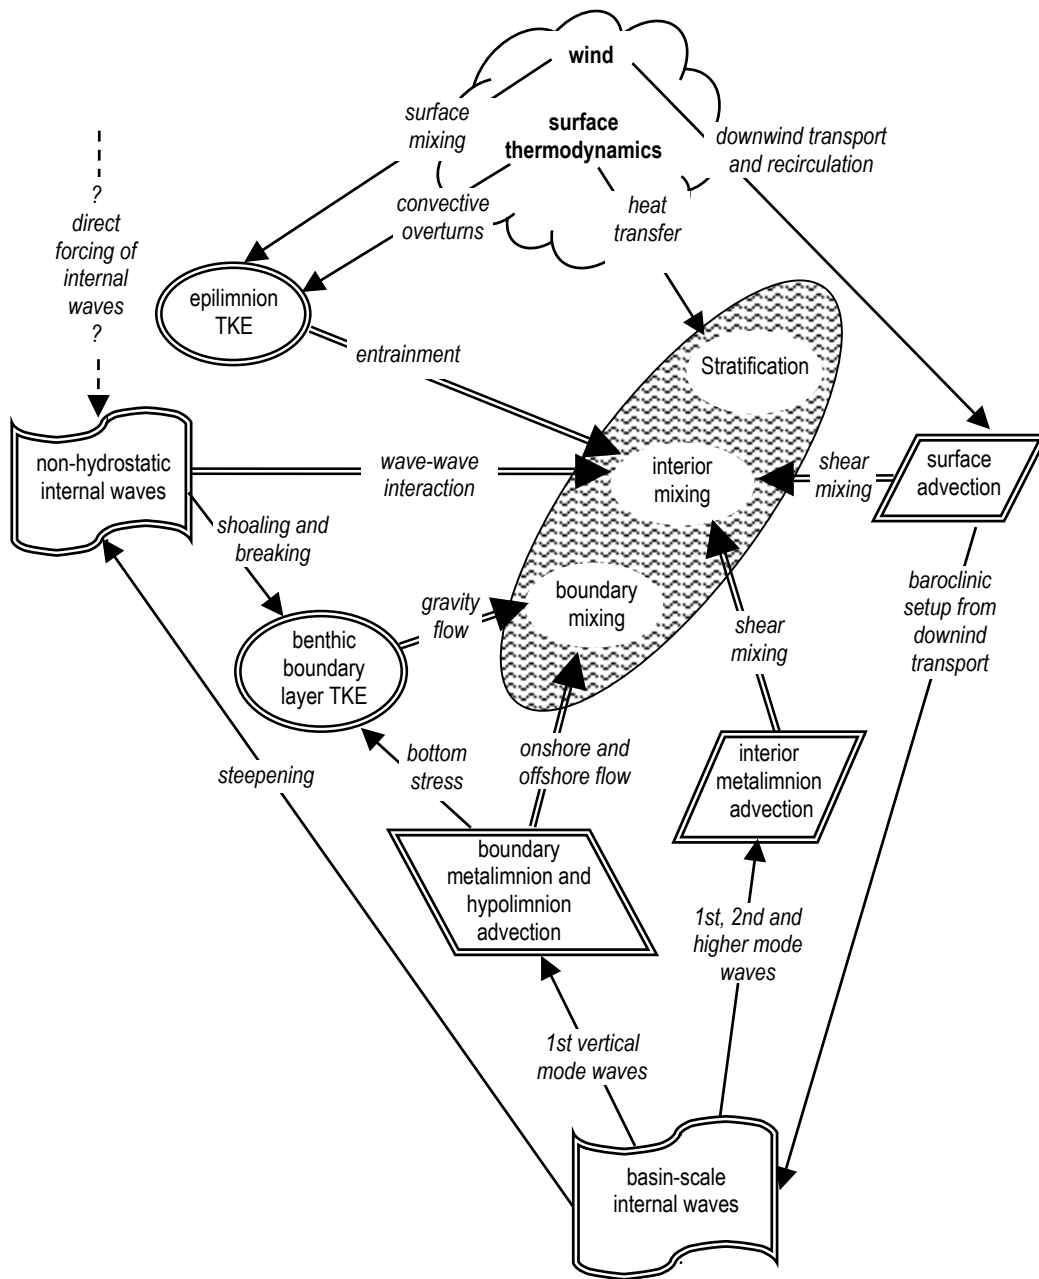 wind
surface
mixing
surface
thermodynamics
downwind transport
and recirculation
?
direct
forcing of
internal
waves
?
convective
overturns
heat
transfer
epilimnion
TKE
entrainment
Stratification
non-hydrostatic
internal waves
wave-wave
interaction
interior
mixing
shear
mixing
surface
advection
shoaling and
breaking
gravity
flow
boundary
mixing
baroclinic
setup from
downind
transport
benthic
boundary
layer TKE
shear
mixing
steepening
bottom
stress
onshore and
offshore flow
interior
metalimnion
advection
boundary
metalimnion and
hypolimnion
advection
1st, 2nd and
higher mode
waves
1st vertical
mode waves
basin-scale
internal waves